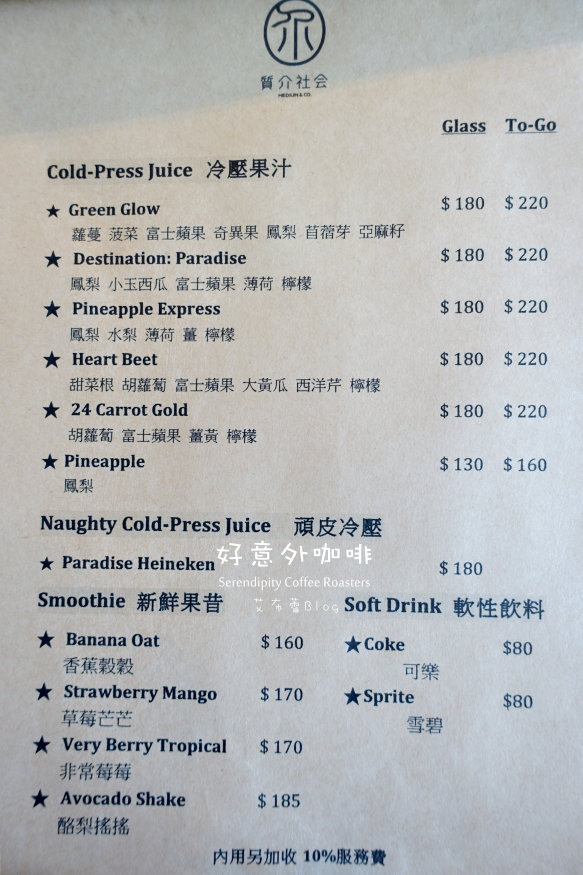 質介社会
MEDIUM & CO.
Glass To-Go
Cold-Press Juice 冷壓果汁
★ Green Glow $ 180 $ 220
蘿蔓 菠菜 富士蘋果 奇異果 鳳梨 苜蓿芽 亞麻籽
★ Destination: Paradise $ 180 $ 220
鳳梨 小玉西瓜 富士蘋果 薄荷 檸檬
★ Pineapple Express $ 180 $ 220
鳳梨 水梨 薄荷 薑 檸檬
★ Heart Beet $ 180 $ 220
甜菜根 胡蘿蔔 富士蘋果 大黃瓜 西洋芹 檸檬
★ 24 Carrot Gold $ 180 $ 220
胡蘿蔔 富士蘋果 薑黃 檸檬
★ Pineapple $ 130 $ 160
鳳梨
Naughty Cold-Press Juice 頑皮冷壓
好意外咖啡
★ Paradise Heineken $ 180
Serendipity Coffee Roasters
艾布蕾Blog
Smoothie 新鮮果昔 Soft Drink 軟性飲料
★ Banana Oat $ 160 ★ Coke $80
香蕉穀穀 可樂
★ Strawberry Mango $ 170 ★ Sprite $80
草莓芒芒 雪碧
★ Very Berry Tropical $ 170
非常莓莓
★ Avocado Shake $ 185
酪梨搖搖
內用另加收 10%服務費